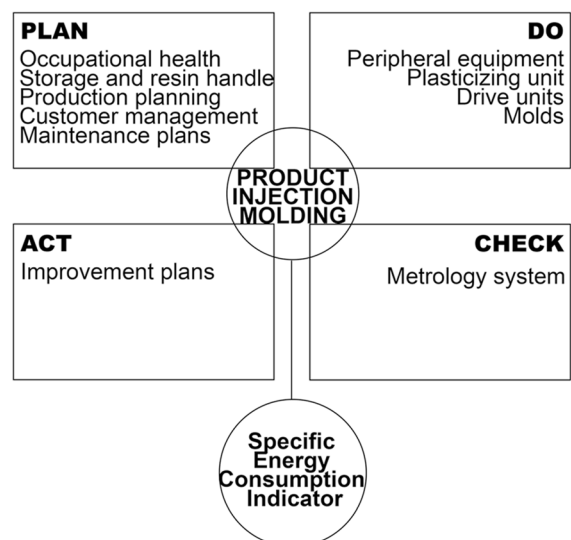 PLAN
Occupational health
Storage and resin handle
Production planning
Customer management
Maintenance plans
DO
Peripheral equipment
Plasticizing unit
Drive units
Molds
PRODUCT
INJECTION
MOLDING
ACT
Improvement plans
CHECK
Metrology system
Specific
Energy
Consumption
Indicator